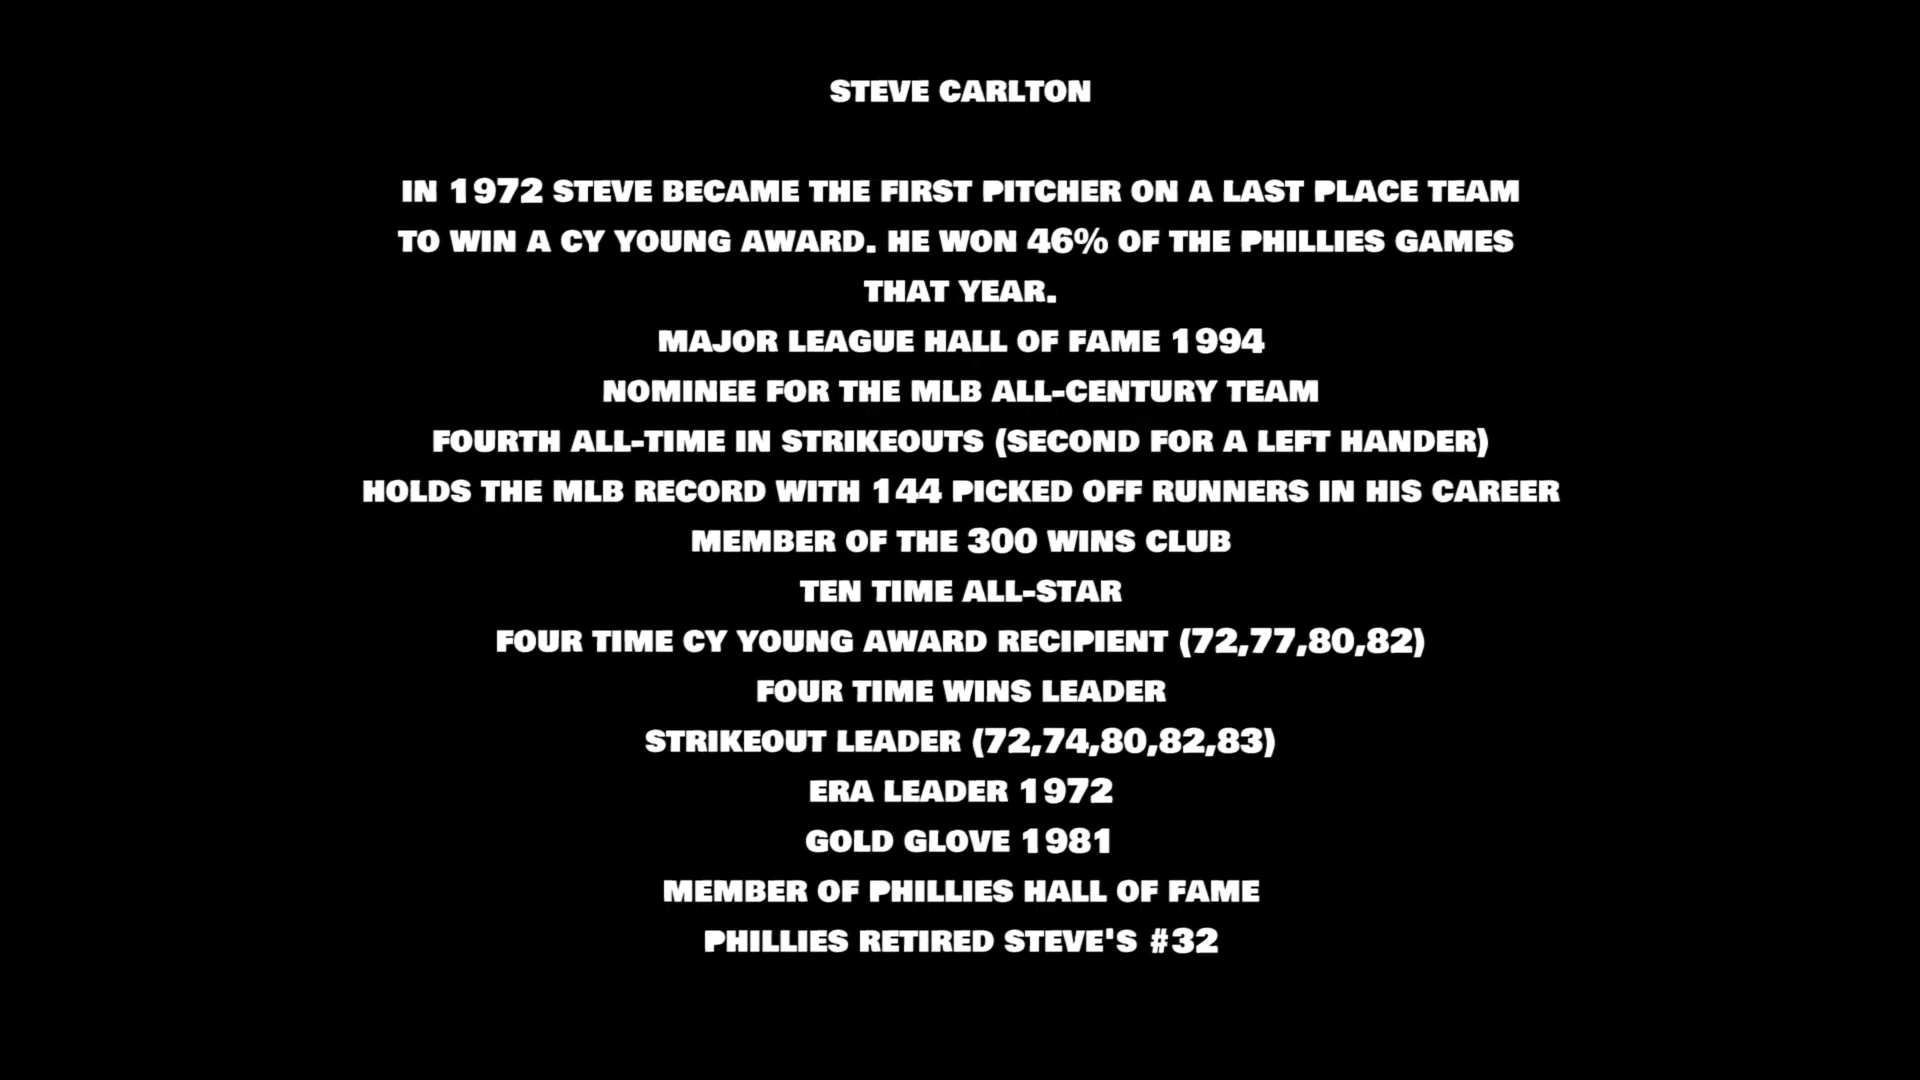 STEVE CARLTON
IN 1972 STEVE BECAME THE FIRST PITCHER ON A LAST PLACE TEAM
TO WIN A CY YOUNG AWARD. HE WON 46% OF THE PHILLIES GAMES
THAT YEAR.
MAJOR LEAGUE HALL OF FAME 1994
NOMINEE FOR THE MLB ALL-CENTURY TEAM
FOURTH ALL-TIME IN STRIKEOUTS (SECOND FOR A LEFT HANDER)
HOLDS THE MLB RECORD WITH 144 PICKED OFF RUNNERS IN HIS CAREER
MEMBER OF THE 300 WINS CLUB
TEN TIME ALL-STAR
FOUR TIME CY YOUNG AWARD RECIPIENT (72,77,80,82)
FOUR TIME WINS LEADER
STRIKEOUT LEADER (72,74,80,82,83)
ERA LEADER 1972
GOLD GLOVE 1981
MEMBER OF PHILLIES HALL OF FAME
PHILLIES RETIRED STEVE'S #32